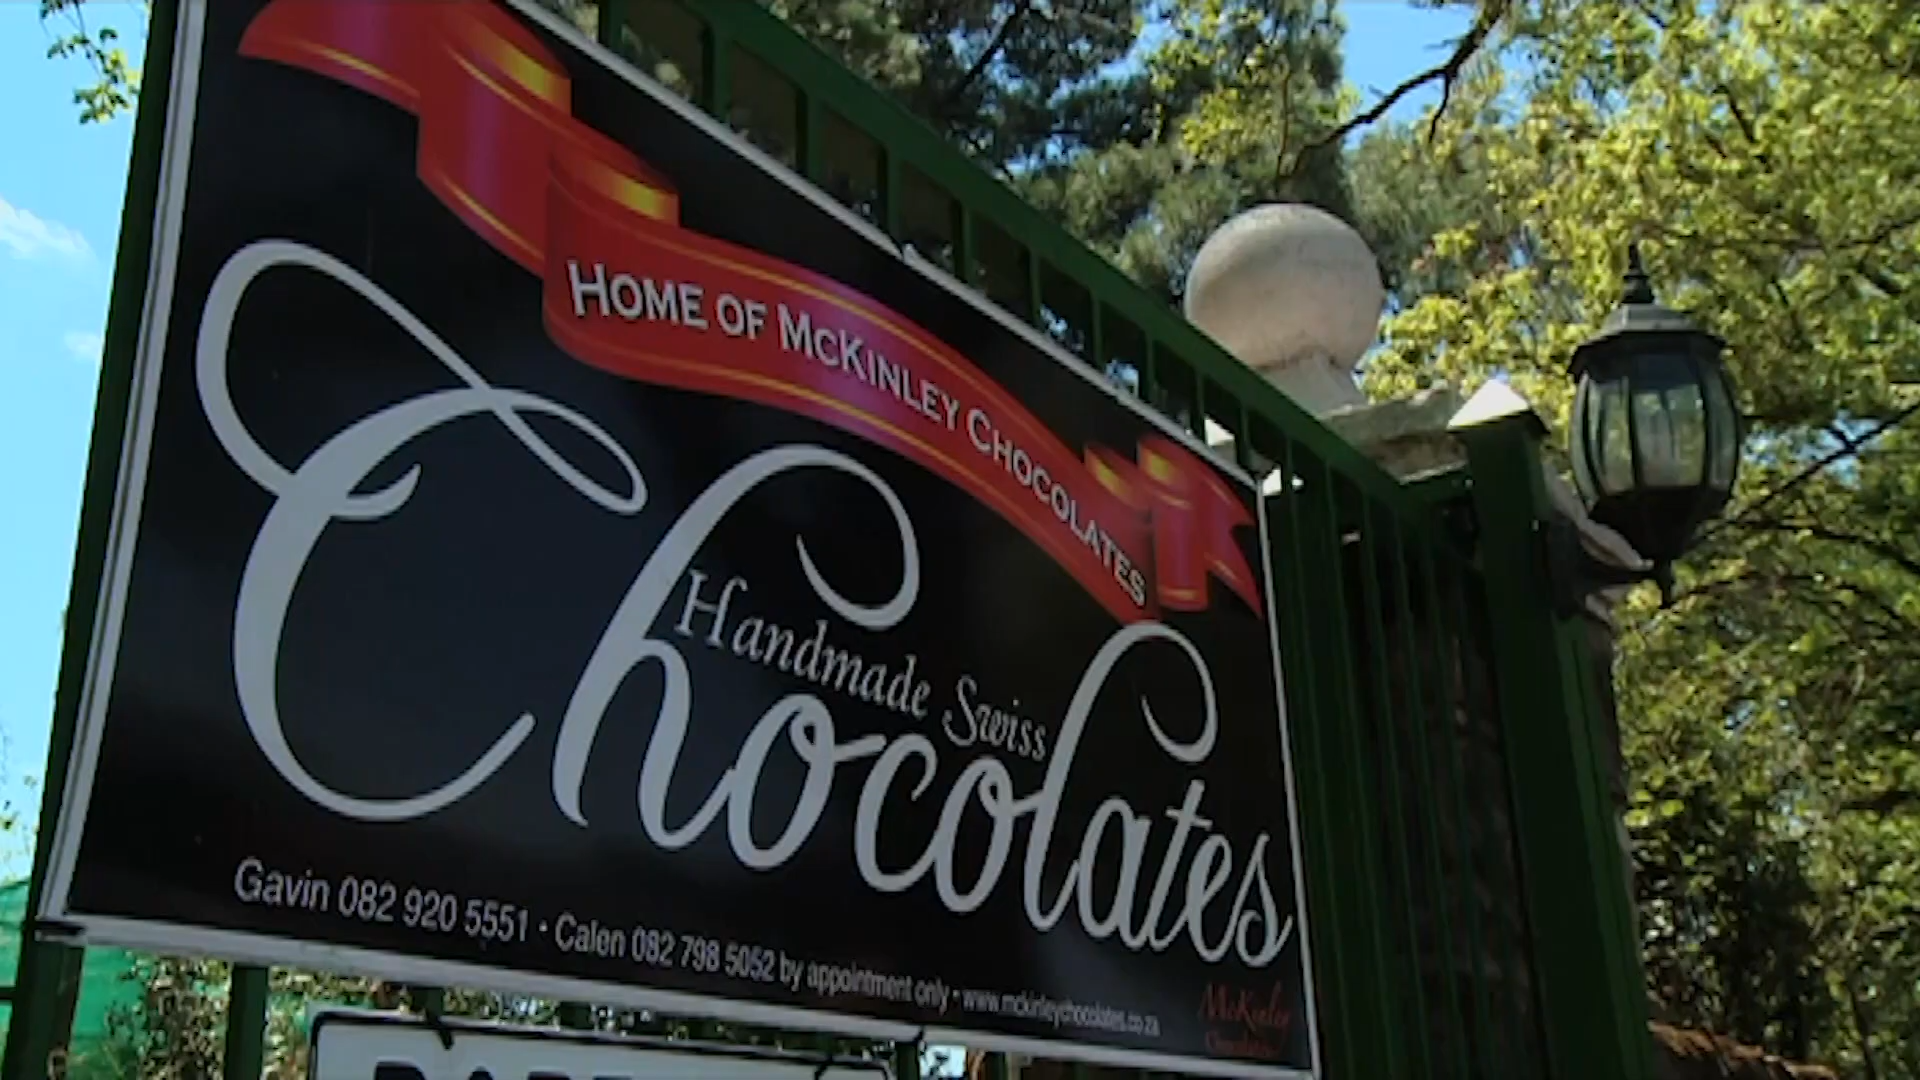 HOME OF MCKINLEY CHOCOLATES
Handmade Swiss
Chocolates
Gavin 082 920 5551 • Calen 082 798 5052 by appointment only • www.mckinleychocolates.co.za
McKinley
Chocolates